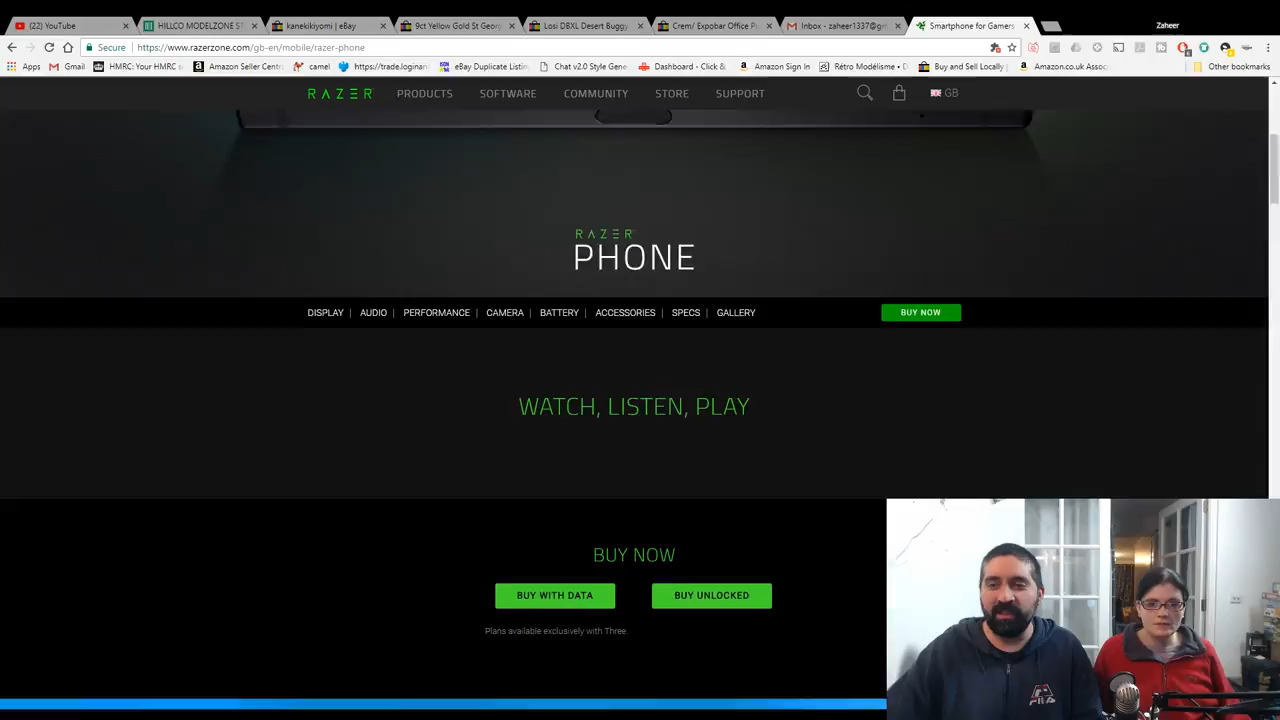 Zaheer
(22) YouTube
HILLCO MODELZONE ST
kanekikiyomi | eBay
9ct Yellow Gold St Georg
Losi DBXL Desert Buggy
Crem/ Expobar Office Pu
Inbox - zaheer1337@gm
Smartphone for Gamers
Secure
https://www.razerzone.com/gb-en/mobile/razer-phone
Apps
Gmail
HMRC: Your HMRC s
Amazon Seller Centr
camel
https://trade.loginan
eBay Duplicate Listin
Chat v2.0 Style Gene
Dashboard - Click &
Amazon Sign In
Rétro Modélisme • D
Buy and Sell Locally
Amazon.co.uk Assoc
Other bookmarks
RAZER
PRODUCTS
SOFTWARE
COMMUNITY
STORE
SUPPORT
GB
RAZER
PHONE
DISPLAY | AUDIO | PERFORMANCE | CAMERA | BATTERY | ACCESSORIES | SPECS | GALLERY
BUY NOW
WATCH, LISTEN, PLAY
BUY NOW
BUY WITH DATA
BUY UNLOCKED
Plans available exclusively with Three.
FILA